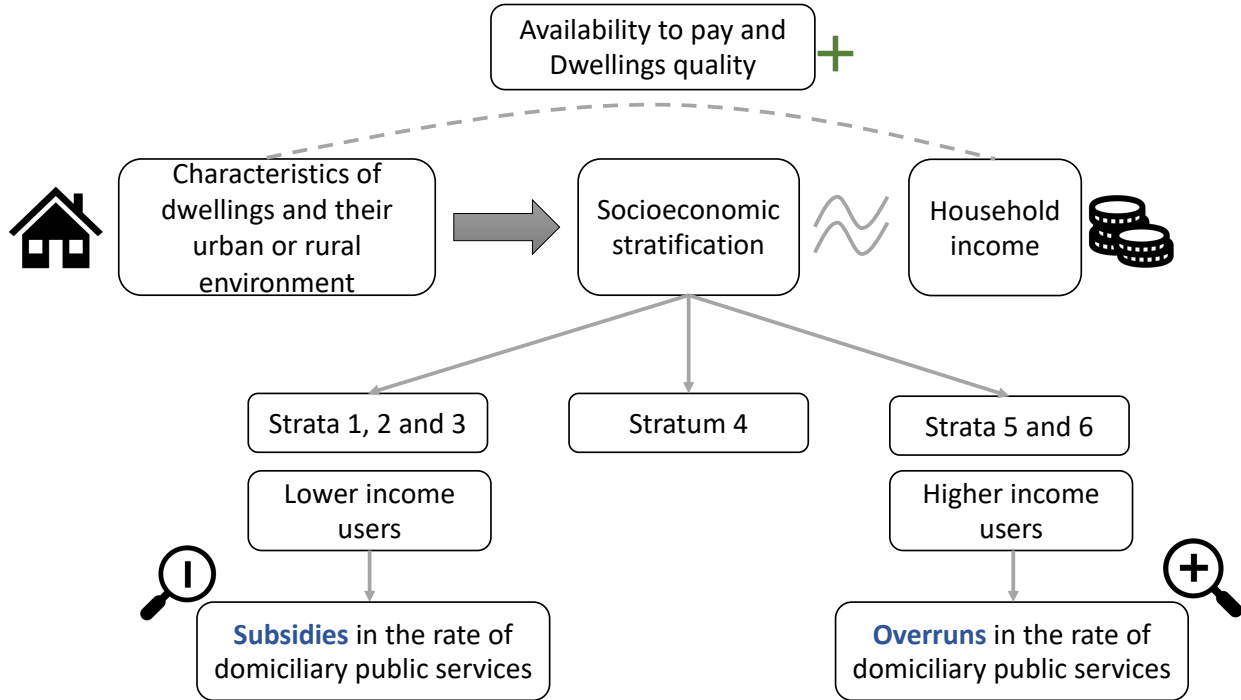 Availability to pay and
Dwellings quality
+
Characteristics of
dwellings and their
urban or rural
environment
Socioeconomic
stratification
Household
income
Strata 1, 2 and 3
Stratum 4
Strata 5 and 6
Lower income
users
Higher income
users
Subsidies in the rate of
domiciliary public services
Overruns in the rate of
domiciliary public services